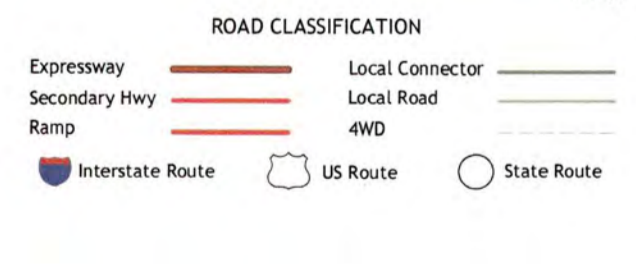 ROAD CLASSIFICATION
Expressway
Local Connector
Secondary Hwy
Local Road
Ramp
4WD
Interstate Route
US Route
State Route